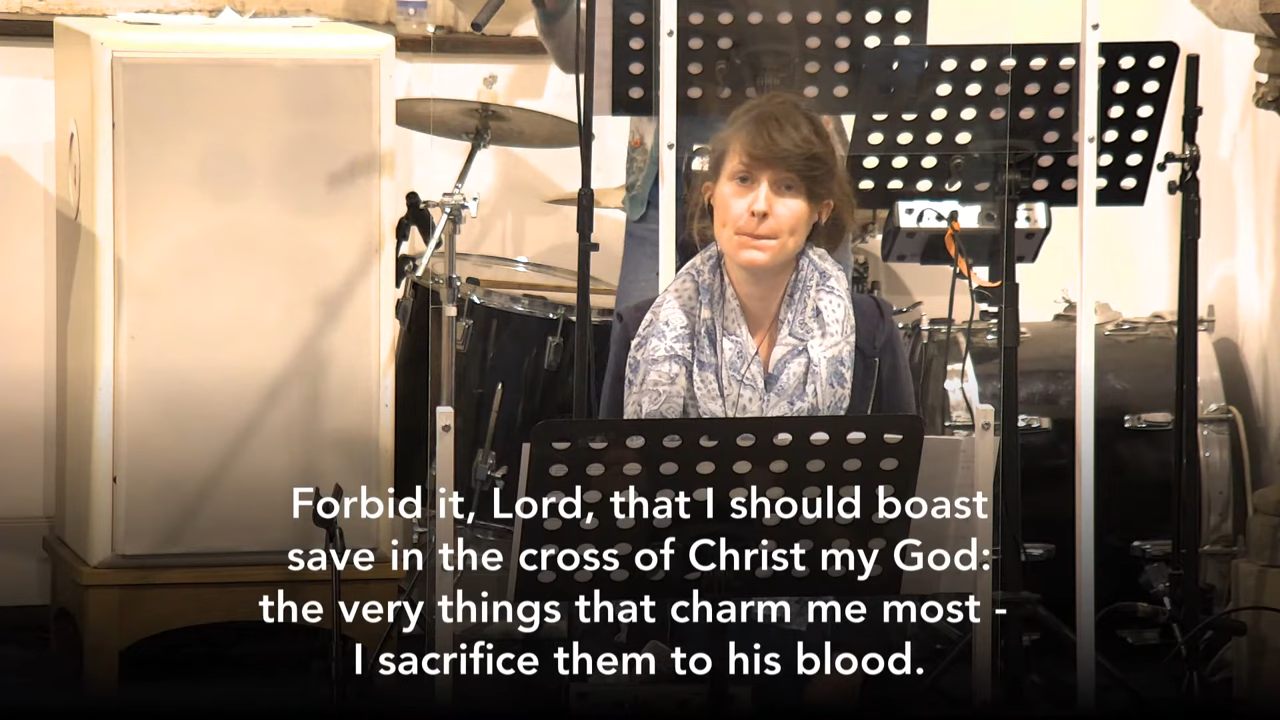 Forbid it, Lord, that I should boast
save in the cross of Christ my God:
the very things that charm me most -
I sacrifice them to his blood.